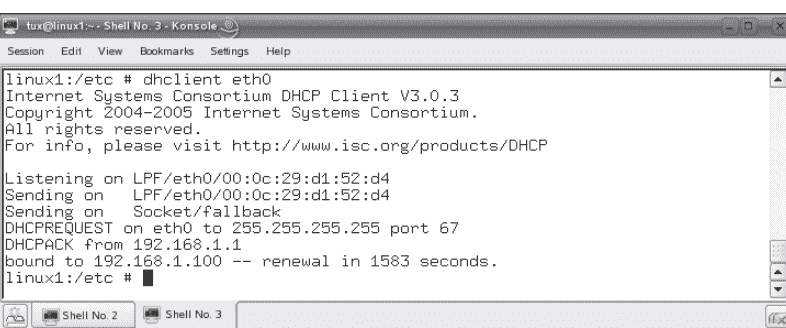 tux@linux1:~ - Shell No. 3 - Konsole
Session Edit View Bookmarks Settings Help
linux1:/etc # dhclient eth0
Internet Systems Consortium DHCP Client V3.0.3
Copyright 2004-2005 Internet Systems Consortium.
All rights reserved.
For info, please visit http://www.isc.org/products/DHCP
Listening on LPF/eth0/00:0c:29:d1:52:d4
Sending on   LPF/eth0/00:0c:29:d1:52:d4
Sending on   Socket/fallback
DHCPREQUEST on eth0 to 255.255.255.255 port 67
DHCPACK from 192.168.1.1
bound to 192.168.1.100 -- renewal in 1583 seconds.
linux1:/etc #
Shell No. 2 Shell No. 3